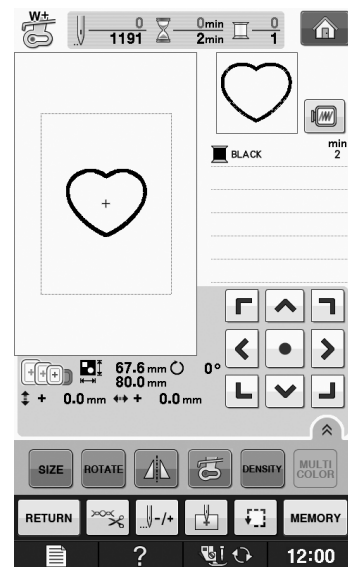 W+
0 0min 0
1191 2min 1
min
BLACK 2
67.6 mm 0°
80.0 mm
+ 0.0 mm + 0.0 mm
SIZE ROTATE DENSITY MULTI COLOR
RETURN -/+ MEMORY
? 12:00